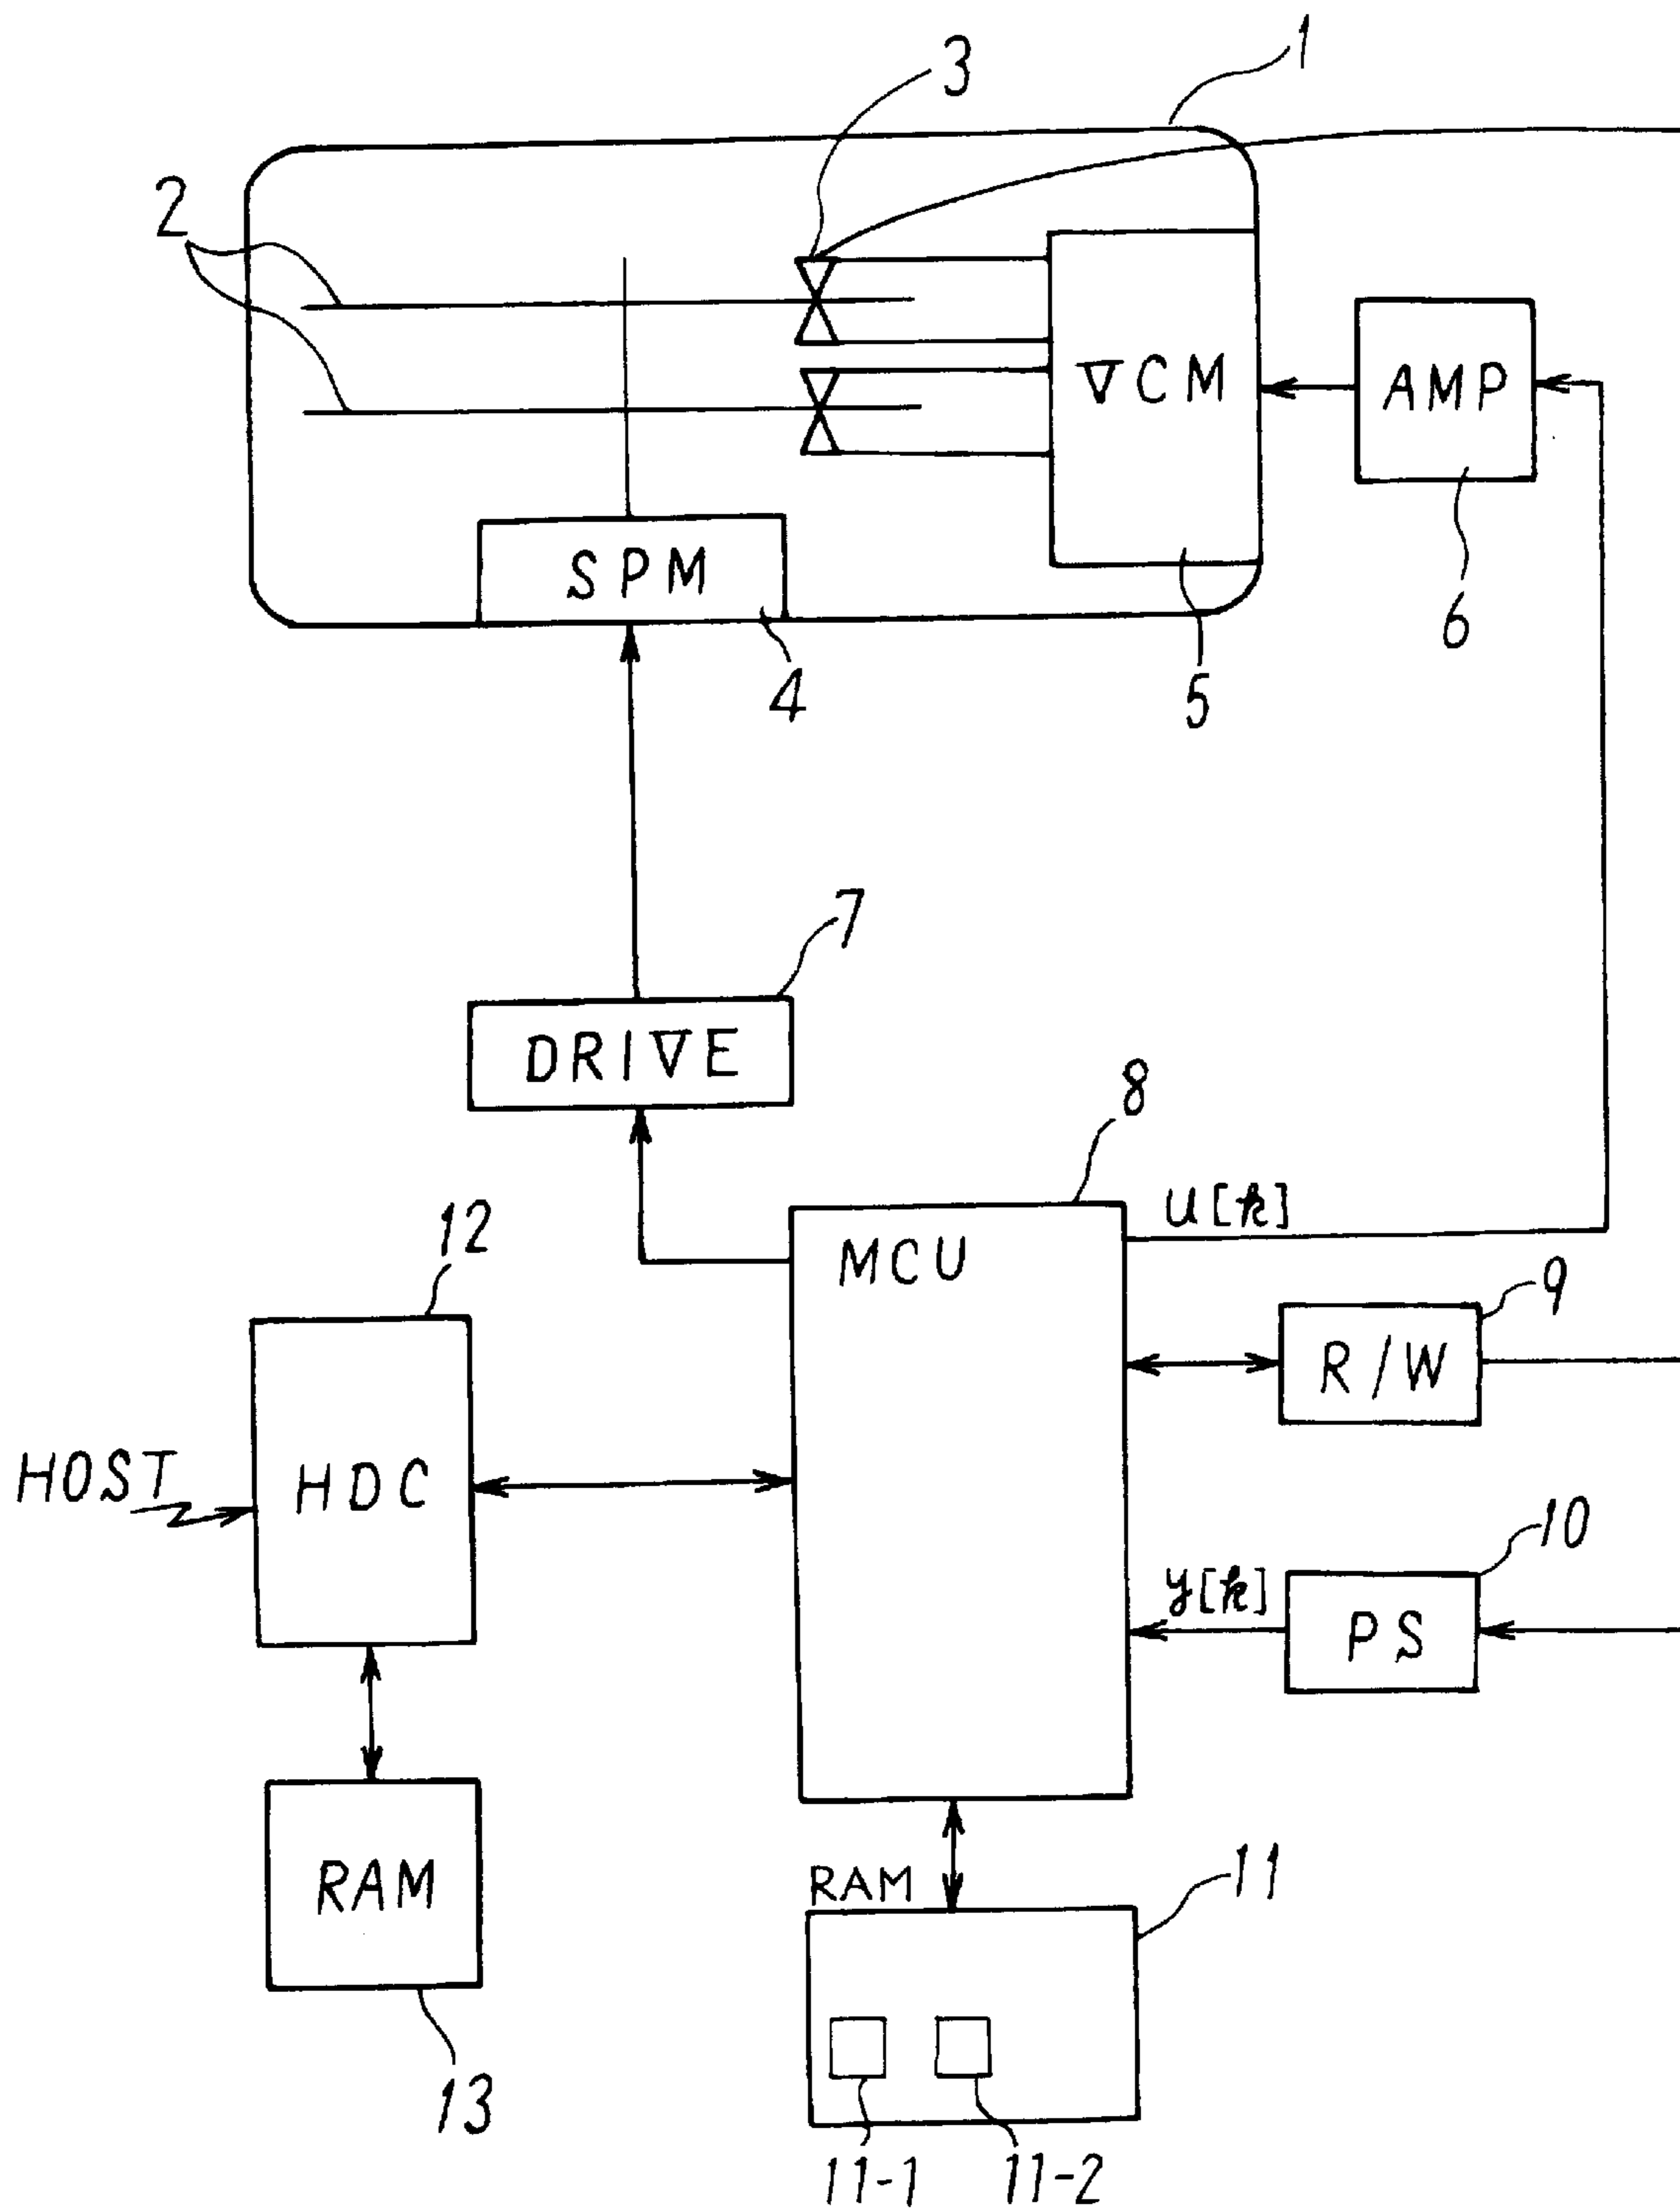 1
3
2
VCM
AMP
SPM
6
4
5
7
DRIVE
8
12
u[k]
MCU
9
R/W
HOST
HDC
10
y[k]
PS
RAM
11
RAM
13
11-1
11-2